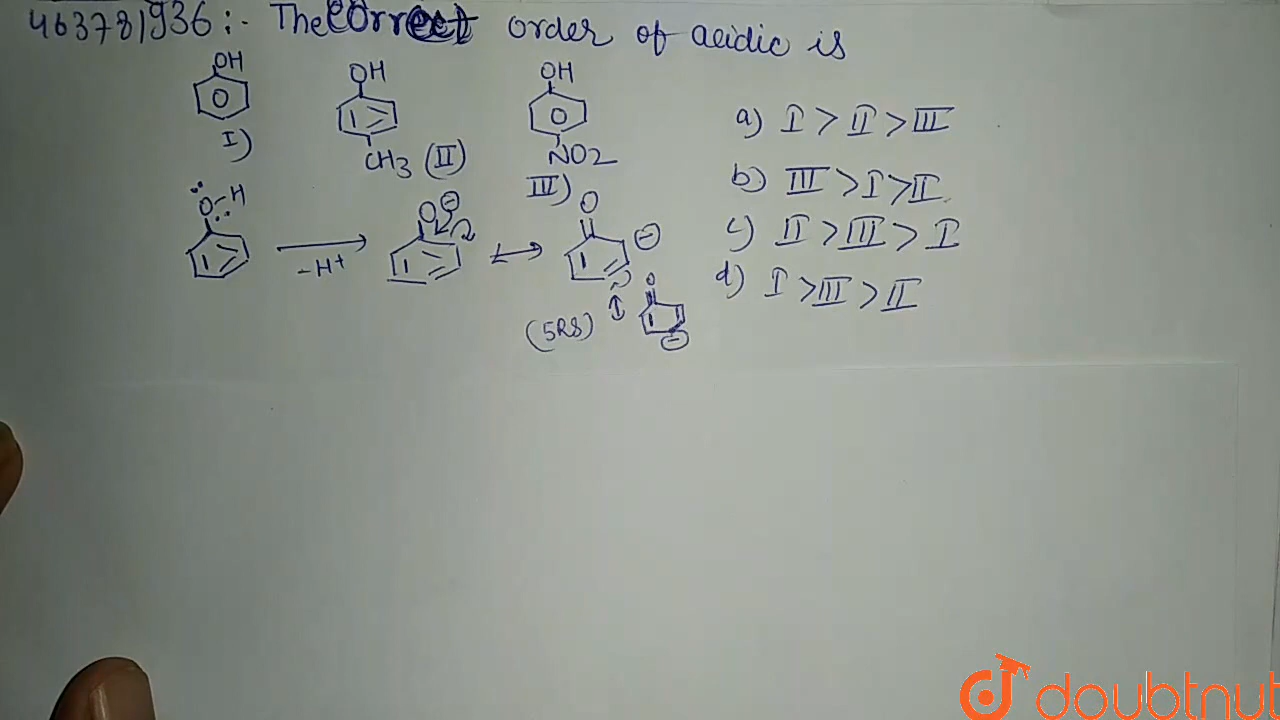 463781936:- The correct order of acidic is
OH
OH
OH
I)
CH3 (II)
NO2
III)
a) I > II > III
b) III > I > II
c) II > III > I
d) I > III > II
O-H
-H+
O⊖
O
⊖
(5RS)
O
⊖
doubtnut